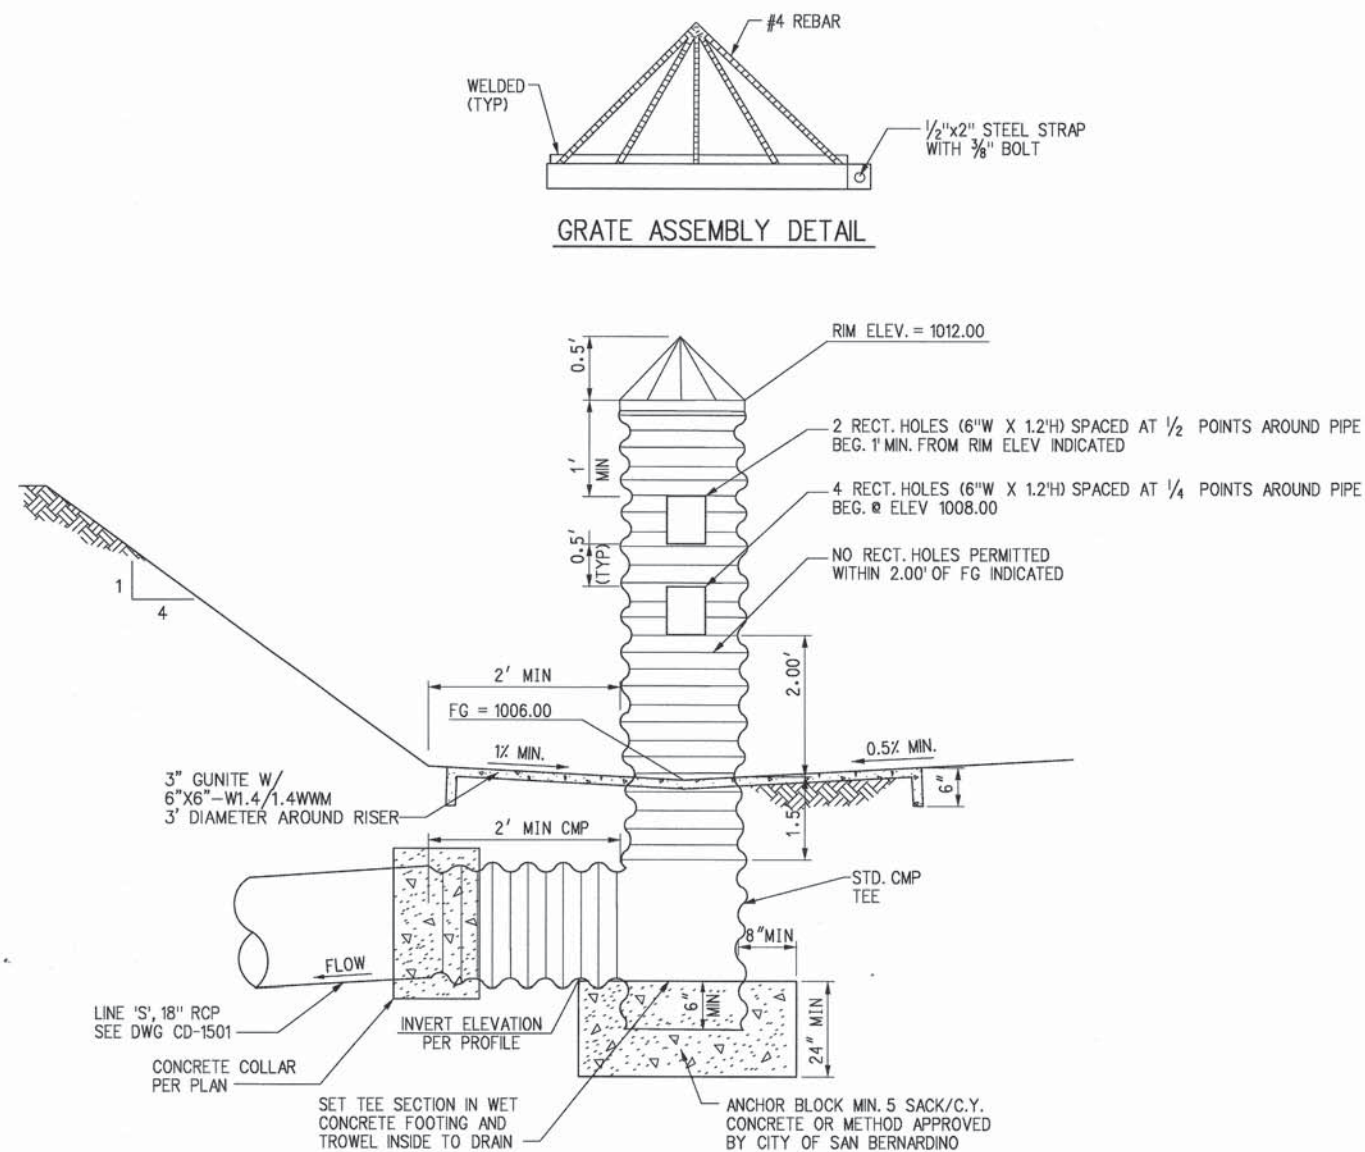 #4 REBAR
WELDED
(TYP)
1/2"x2" STEEL STRAP
WITH 3/8" BOLT
GRATE ASSEMBLY DETAIL
RIM ELEV. = 1012.00
0.5'
2 RECT. HOLES (6"W X 1.2'H) SPACED AT 1/2 POINTS AROUND PIPE
BEG. 1' MIN. FROM RIM ELEV INDICATED
1'
MIN
4 RECT. HOLES (6"W X 1.2'H) SPACED AT 1/4 POINTS AROUND PIPE
BEG. @ ELEV 1008.00
0.5'
(TYP)
NO RECT. HOLES PERMITTED
WITHIN 2.00' OF FG INDICATED
1
4
2' MIN
2.00'
FG = 1006.00
1% MIN.
0.5% MIN.
3" GUNITE W/
6"X6"-W1.4/1.4WWM
3' DIAMETER AROUND RISER
6"
1.5'
2' MIN CMP
STD. CMP
TEE
8"MIN
FLOW
LINE 'S', 18" RCP
SEE DWG CD-1501
INVERT ELEVATION
PER PROFILE
6"
MIN
24" MIN
CONCRETE COLLAR
PER PLAN
SET TEE SECTION IN WET
CONCRETE FOOTING AND
TROWEL INSIDE TO DRAIN
ANCHOR BLOCK MIN. 5 SACK/C.Y.
CONCRETE OR METHOD APPROVED
BY CITY OF SAN BERNARDINO